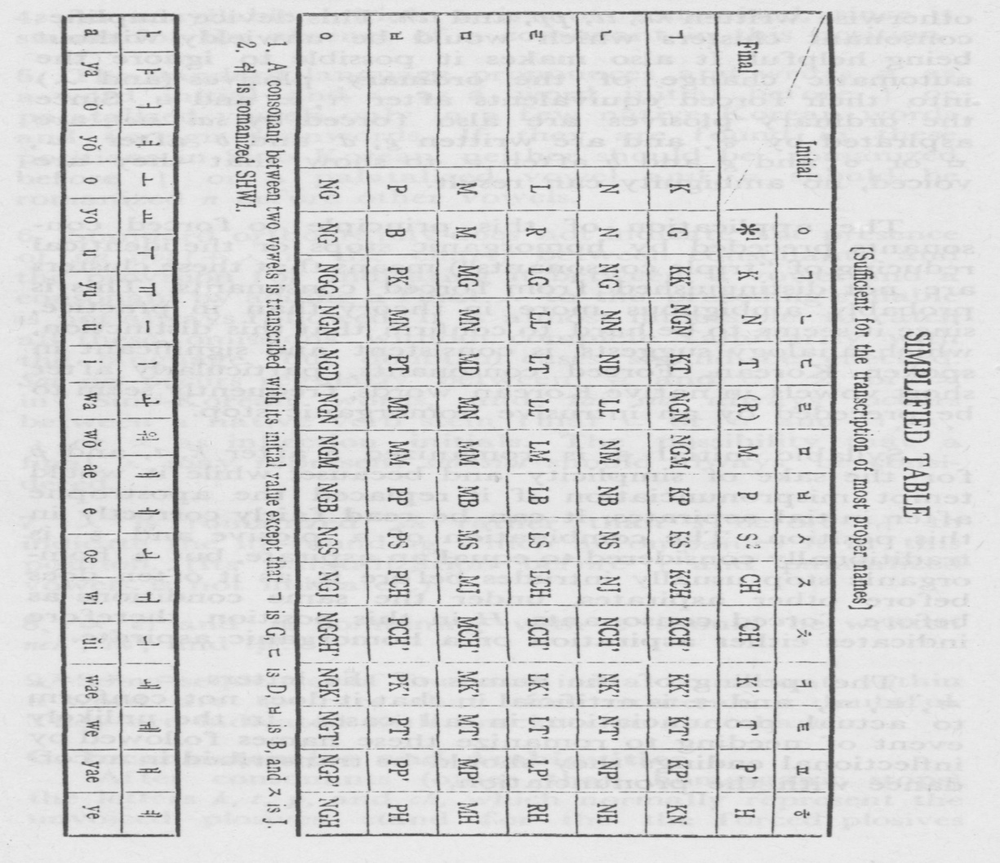 SIMPLIFIED TABLE
(Sufficient for the transcription of most proper names)
Initial ㅇ ㄱ ㄴ ㄷ ㄹ ㅁ ㅂ ㅅ ㅈ ㅊ ㅋ ㅌ ㅍ ㅎ
Final * K N T (R) M P S² CH CH' K' T' P' H
ㄱ K G KK NGN KT NGN NGM KP KS KCH KCH' KK' KT' KP'
ㄴ N N N'G NN ND LL NM NB NS NJ NCH' NK' NT' NP' NH
ㄹ L R LG LL LT LL LM LB LS LCH LCH' LK' LT' LP' RH
ㅁ M M MG MN MD MN MM MB MS MJ MCH' MK' MT' MP' MH
ㅂ P B PK MN PT MN MM PP PS PCH PCH' PK' PT' PP' PH
ㅇ NG NG NGG NGN NGD NGN NGM NGB NGS NGJ NGCH' NGK' NGT' NGP' NGH
1. A consonant between two vowels is transcribed with its initial value except that ㄱ is G, ㄷ is D, ㅂ is B, and ㅈ is J.
2. 쉬 is romanized SHWI.
ㅏ ㅑ ㅓ ㅕ ㅗ ㅛ ㅜ ㅠ ㅡ ㅣ ㅘ ㅝ ㅐ ㅔ ㅚ ㅟ ㅢ ㅙ ㅞ ㅒ ㅖ
a ya ŏ yŏ o yo u yu ŭ i wa wŏ ae e oe wi ŭi wae we yae ye